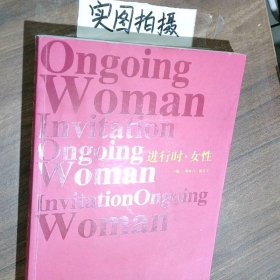 实图拍摄
Ongoing
Woman
Invitation
Ongoing
进行时·女性
Woman
InvitationOngoing
Woman